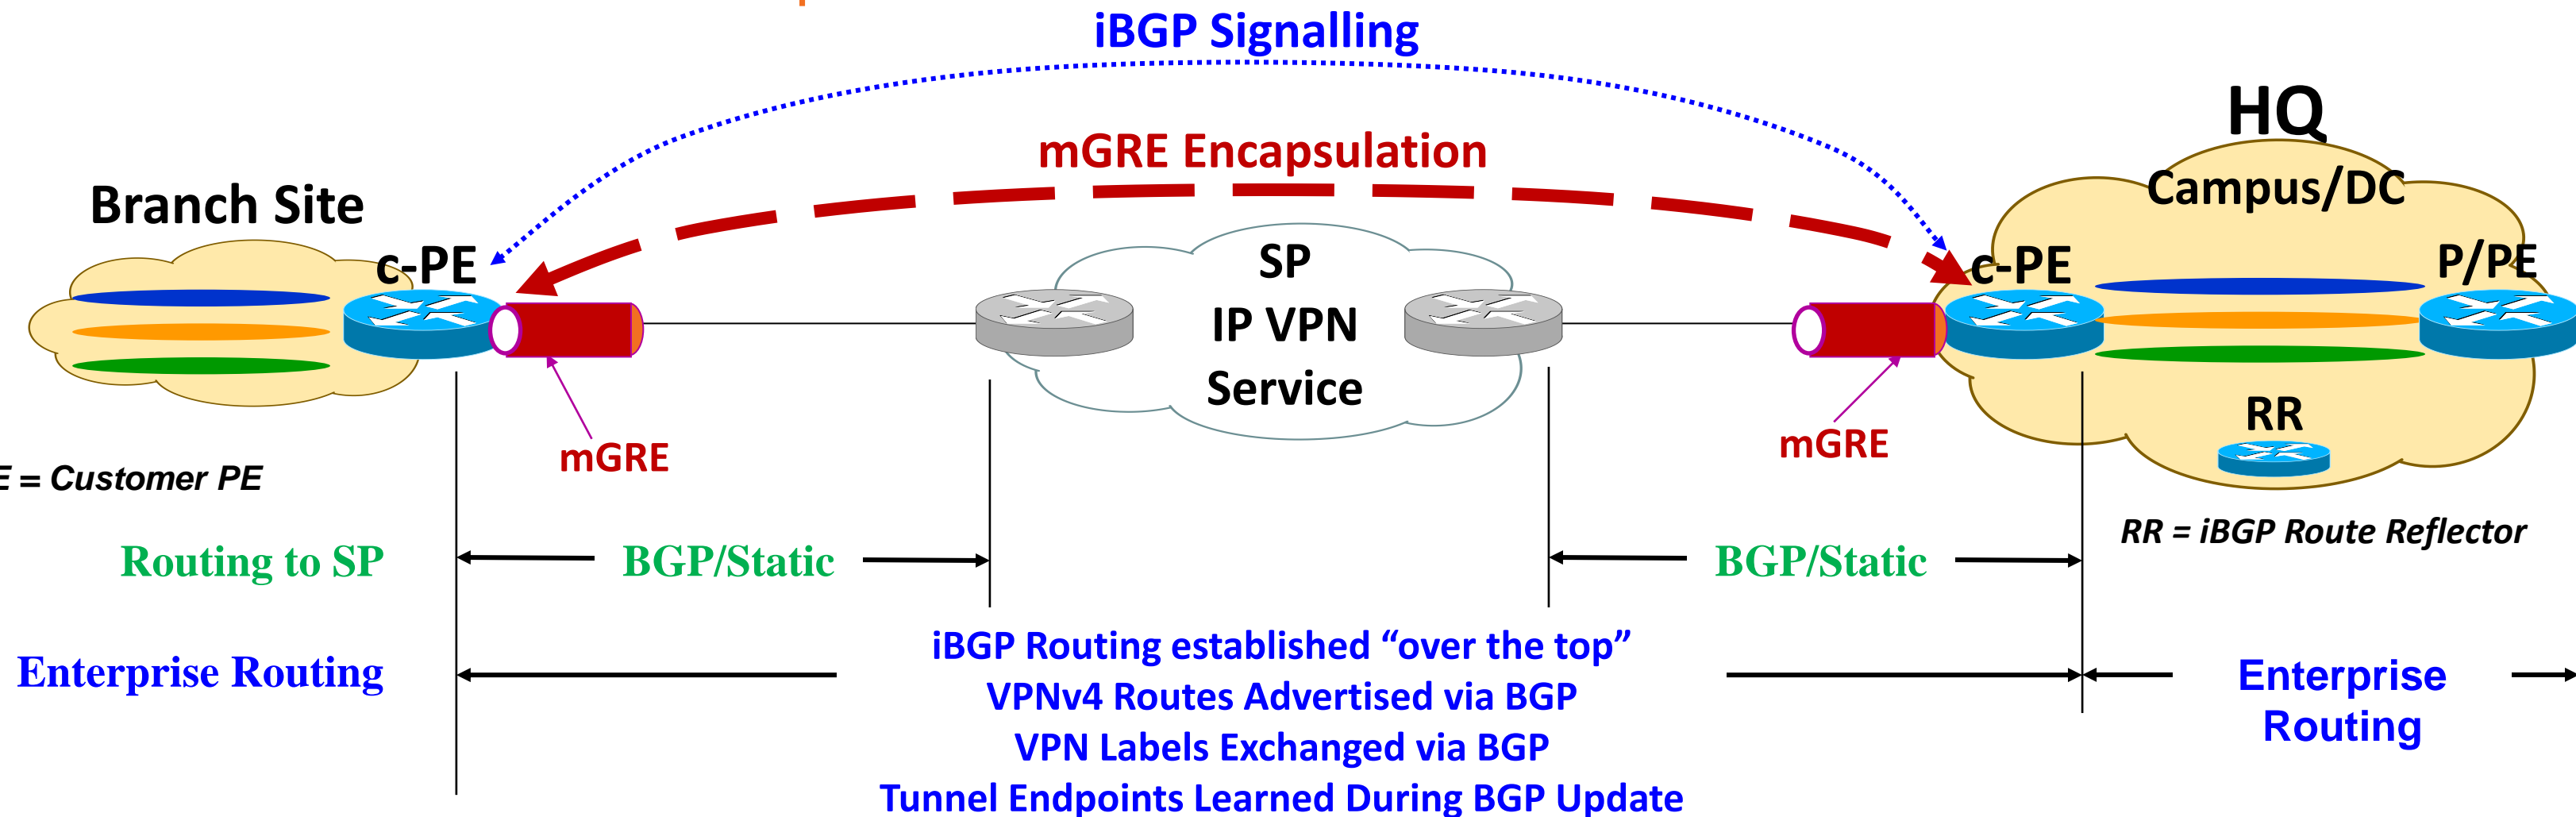 iBGP Signalling
HQ
mGRE Encapsulation
Campus/DC
Branch Site
c-PE
SP
IP VPN
Service
c-PE
P/PE
RR
mGRE
mGRE
E = Customer PE
RR = iBGP Route Reflector
Routing to SP
BGP/Static
BGP/Static
Enterprise Routing
iBGP Routing established “over the top”
VPNv4 Routes Advertised via BGP
VPN Labels Exchanged via BGP
Tunnel Endpoints Learned During BGP Update
Enterprise
Routing